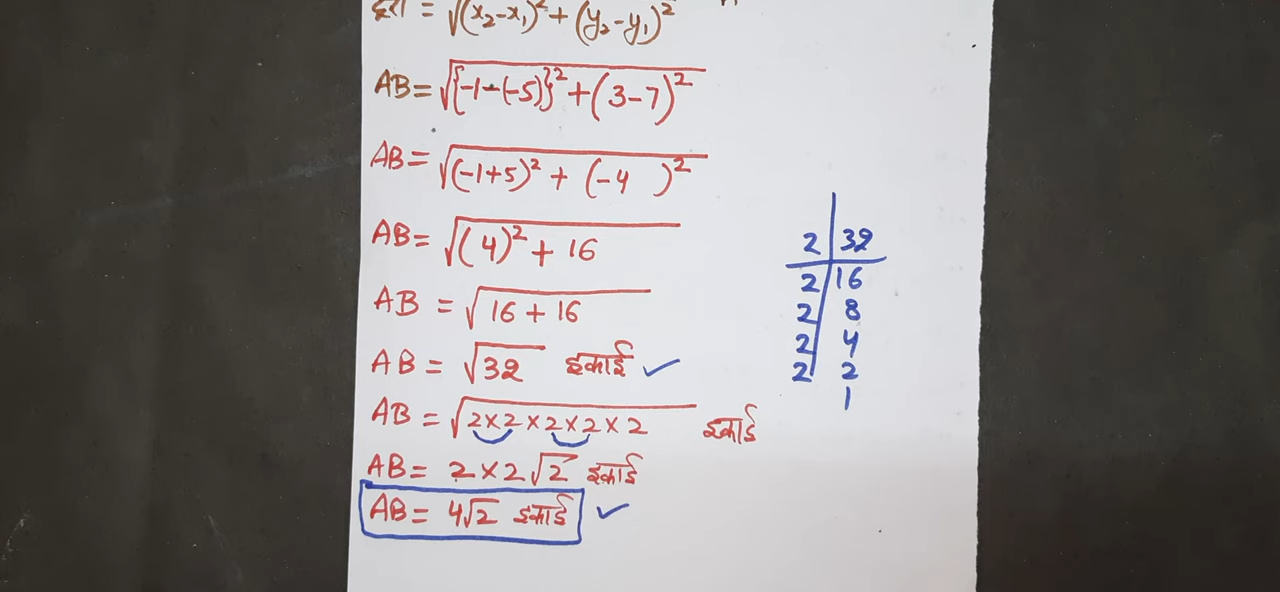 दूरी = √(x₂-x₁)² + (y₂-y₁)²
AB = √{-1-(-5)}² + (3-7)²
AB = √(-1+5)² + (-4 )²
AB = √(4)² + 16
AB = √16 + 16
AB = √32 इकाई ✓
AB = √2×2×2×2×2 इकाई
AB = 2×2√2 इकाई
AB = 4√2 इकाई ✓
2 | 32
2 | 16
2 | 8
2 | 4
2 | 2
1